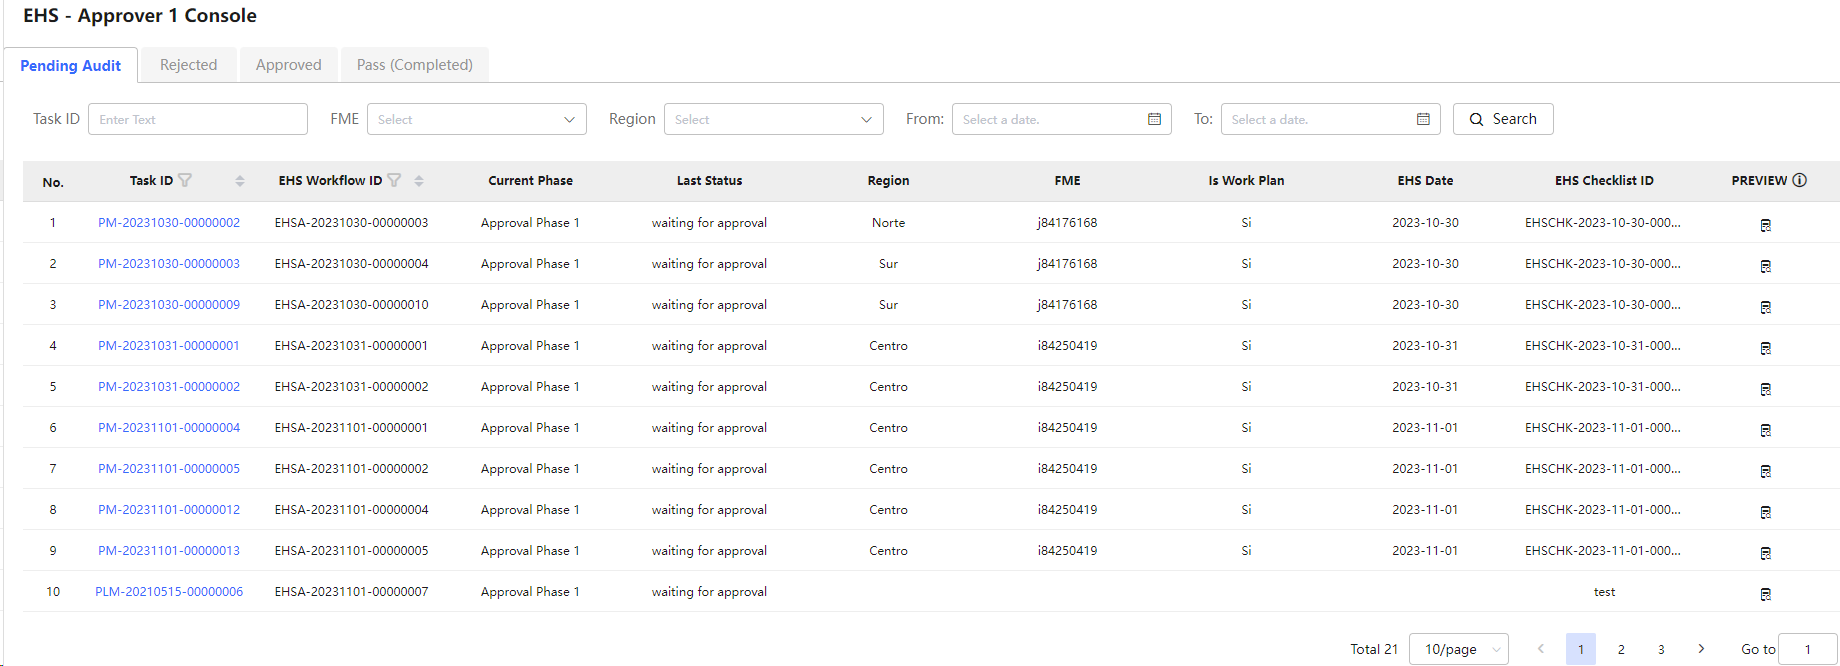 EHS - Approver 1 Console
Pending Audit Rejected Approved Pass (Completed)
Task ID Enter Text FME Select Region Select From: Select a date. To: Select a date. Search
No. Task ID EHS Workflow ID Current Phase Last Status Region FME Is Work Plan EHS Date EHS Checklist ID PREVIEW
1 PM-20231030-00000002 EHSA-20231030-00000003 Approval Phase 1 waiting for approval Norte j84176168 Si 2023-10-30 EHSCHK-2023-10-30-000...
2 PM-20231030-00000003 EHSA-20231030-00000004 Approval Phase 1 waiting for approval Sur j84176168 Si 2023-10-30 EHSCHK-2023-10-30-000...
3 PM-20231030-00000009 EHSA-20231030-00000010 Approval Phase 1 waiting for approval Sur j84176168 Si 2023-10-30 EHSCHK-2023-10-30-000...
4 PM-20231031-00000001 EHSA-20231031-00000001 Approval Phase 1 waiting for approval Centro i84250419 Si 2023-10-31 EHSCHK-2023-10-31-000...
5 PM-20231031-00000002 EHSA-20231031-00000002 Approval Phase 1 waiting for approval Centro i84250419 Si 2023-10-31 EHSCHK-2023-10-31-000...
6 PM-20231101-00000004 EHSA-20231101-00000001 Approval Phase 1 waiting for approval Centro i84250419 Si 2023-11-01 EHSCHK-2023-11-01-000...
7 PM-20231101-00000005 EHSA-20231101-00000002 Approval Phase 1 waiting for approval Centro i84250419 Si 2023-11-01 EHSCHK-2023-11-01-000...
8 PM-20231101-00000012 EHSA-20231101-00000004 Approval Phase 1 waiting for approval Centro i84250419 Si 2023-11-01 EHSCHK-2023-11-01-000...
9 PM-20231101-00000013 EHSA-20231101-00000005 Approval Phase 1 waiting for approval Centro i84250419 Si 2023-11-01 EHSCHK-2023-11-01-000...
10 PLM-20210515-00000006 EHSA-20231101-00000007 Approval Phase 1 waiting for approval test
Total 21 10/page 1 2 3 Go to 1